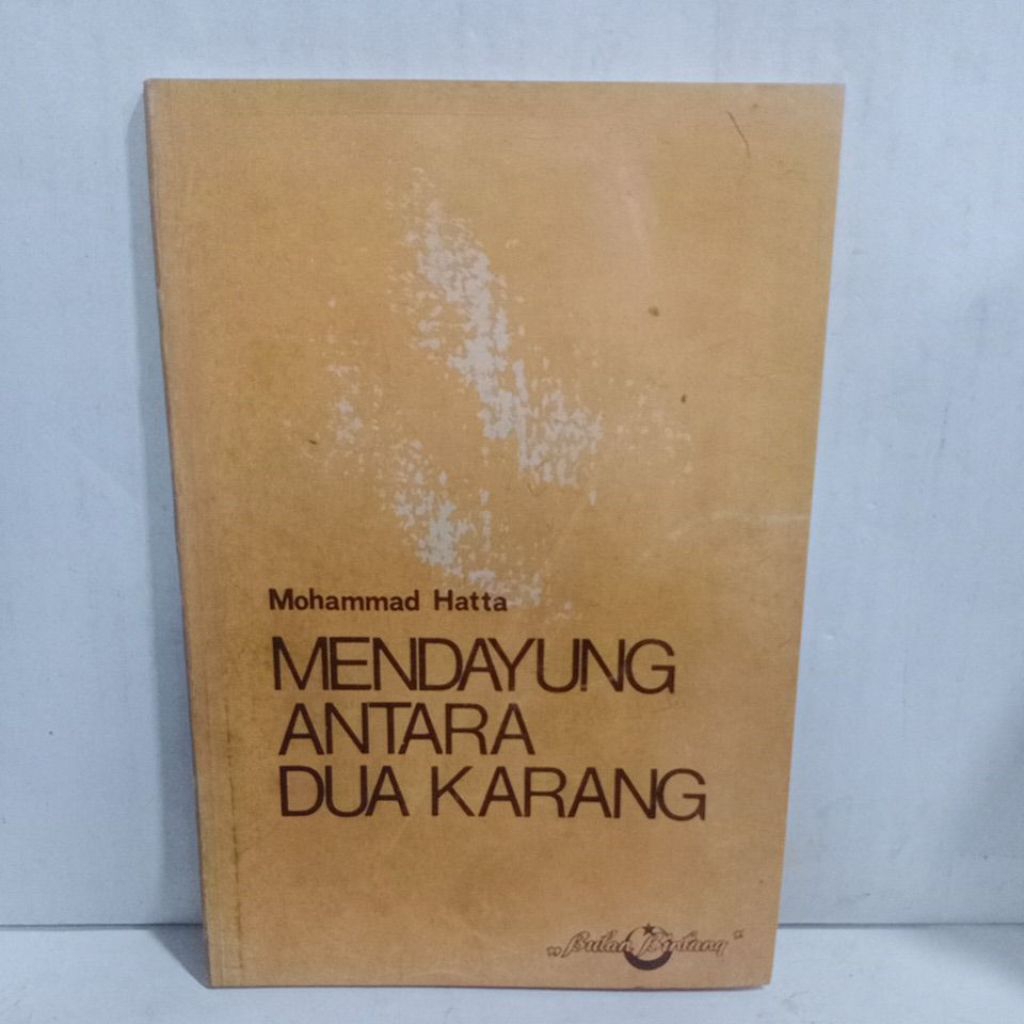 Mohammad Hatta
MENDAYUNG
ANTARA
DUA KARANG
„Bulan Bintang"